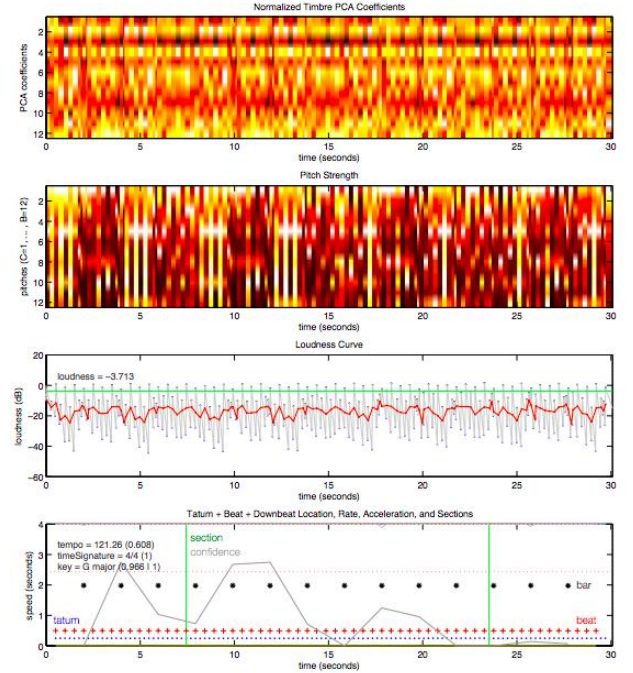 Normalized Timbre PCA Coefficients
PCA coefficients
2
4
6
8
10
12
0 5 10 15 20 25 30
time (seconds)
Pitch Strength
pitches (C=1, ... , B=12)
2
4
6
8
10
12
0 5 10 15 20 25 30
time (seconds)
Loudness Curve
loudness (dB)
20
0
−20
−40
−60
loudness = −3.713
0 5 10 15 20 25 30
time (seconds)
Tatum + Beat + Downbeat Location, Rate, Acceleration, and Sections
speed (seconds)
4
3
2
1
0
tempo = 121.26 (0.608)
timeSignature = 4/4 (1)
key = G major (0.966 | 1)
section
confidence
bar
tatum
beat
0 5 10 15 20 25 30
time (seconds)